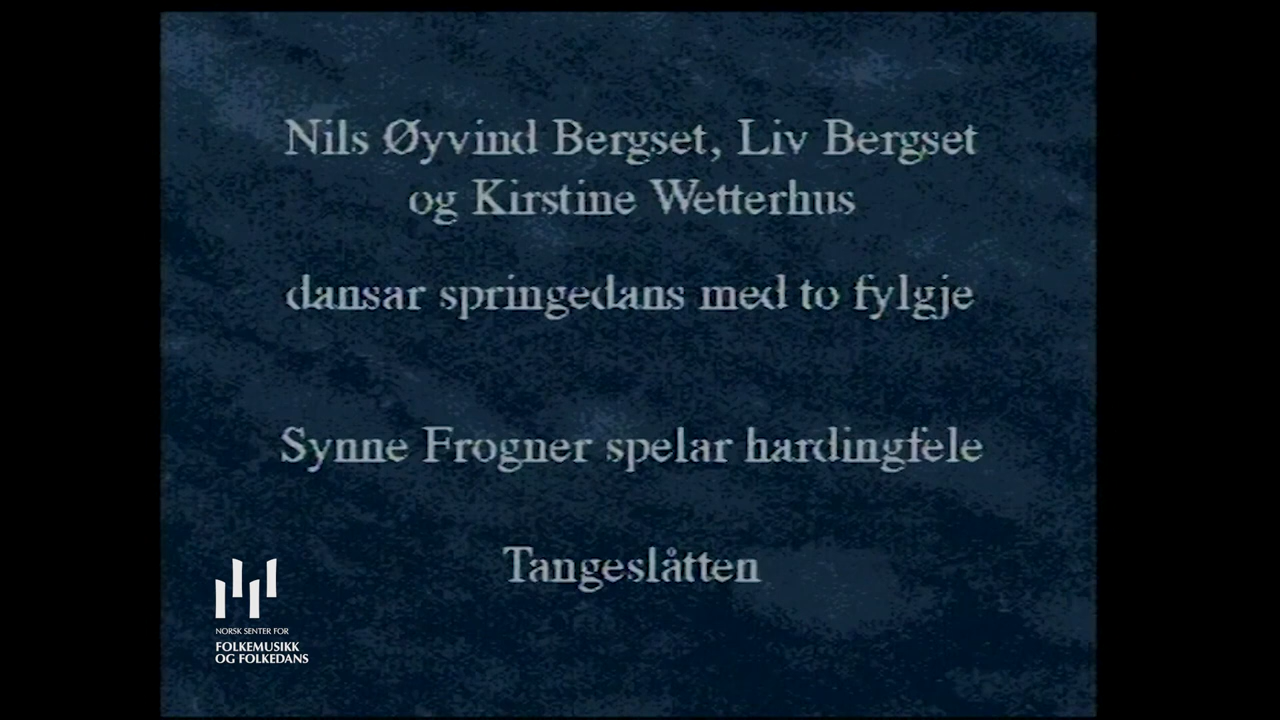 Nils Øyvind Bergset, Liv Bergset
og Kirstine Wetterhus
dansar springedans med to fylgje
Synne Frogner spelar hardingfele
Tangeslåtten
NORSK SENTER FOR
FOLKEMUSIKK
OG FOLKEDANS